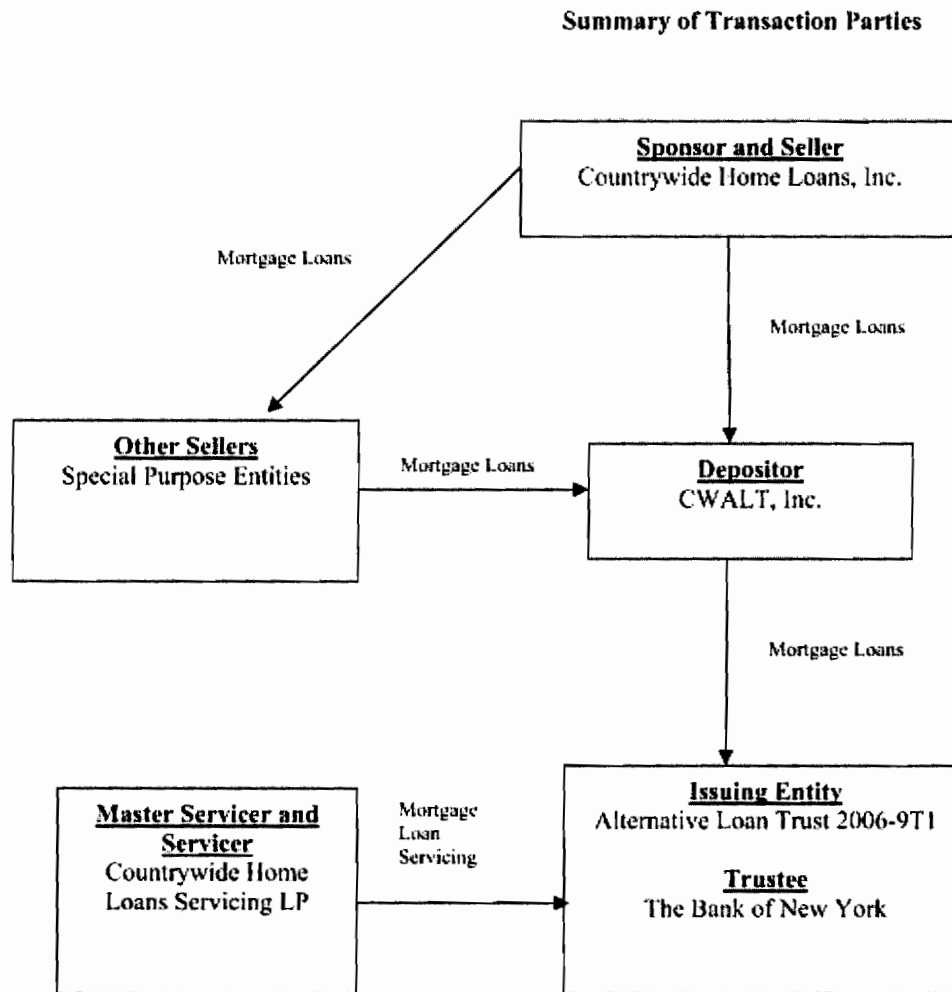 Summary of Transaction Parties
Sponsor and Seller
Countrywide Home Loans, Inc.
Mortgage Loans
Mortgage Loans
Other Sellers
Special Purpose Entities
Mortgage Loans
Depositor
CWALT, Inc.
Mortgage Loans
Master Servicer and
Servicer
Countrywide Home
Loans Servicing LP
Mortgage
Loan
Servicing
Issuing Entity
Alternative Loan Trust 2006-9T1
Trustee
The Bank of New York